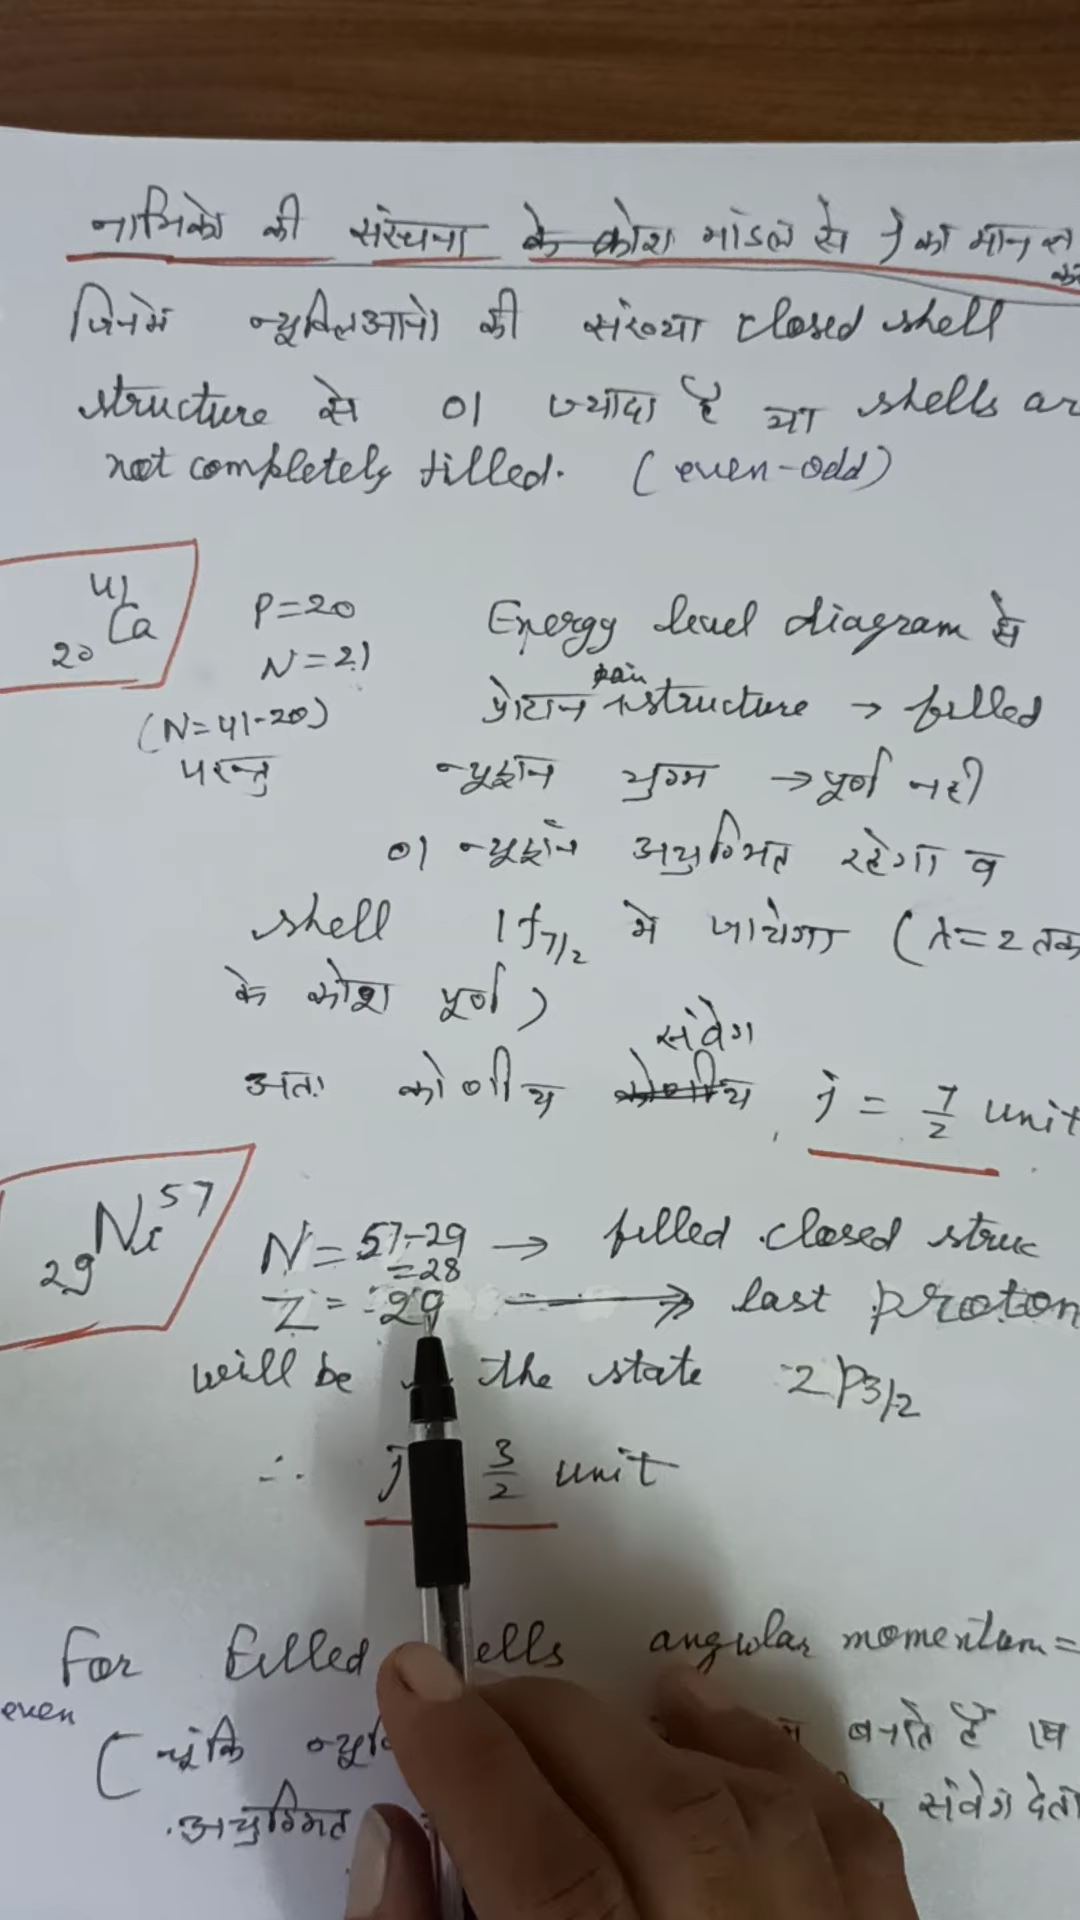 नाभिको की संरचना के कोश मॉडल से j का मान
जिनमे न्यूक्लिआनो की संख्या closed shell
structure से 01 ज्यादा है या shells ar
not completely filled. (even-odd)
41
20 Ca P=20 Energy level diagram से
N=21 pair
(N=41-20) प्रोटान structure → filled
परन्तु न्यूट्रान युग्म → पूर्ण नही
01 न्यूट्रान अयुग्मित रहेगा व
shell 1f7/2 मे जायेगा (λ=2 तक
के कोश पूर्ण)
संवेग
अतः कोणीय j = 7/2 unit
29Ni57 N=57-29 → filled closed struc
=28
Z=29 → last proton
will be the state 2P3/2
∴ j 3/2 unit
For filled ells angular momentum =
even
(चूंकि बनाते हैं
अयुग्मित संवेग देता